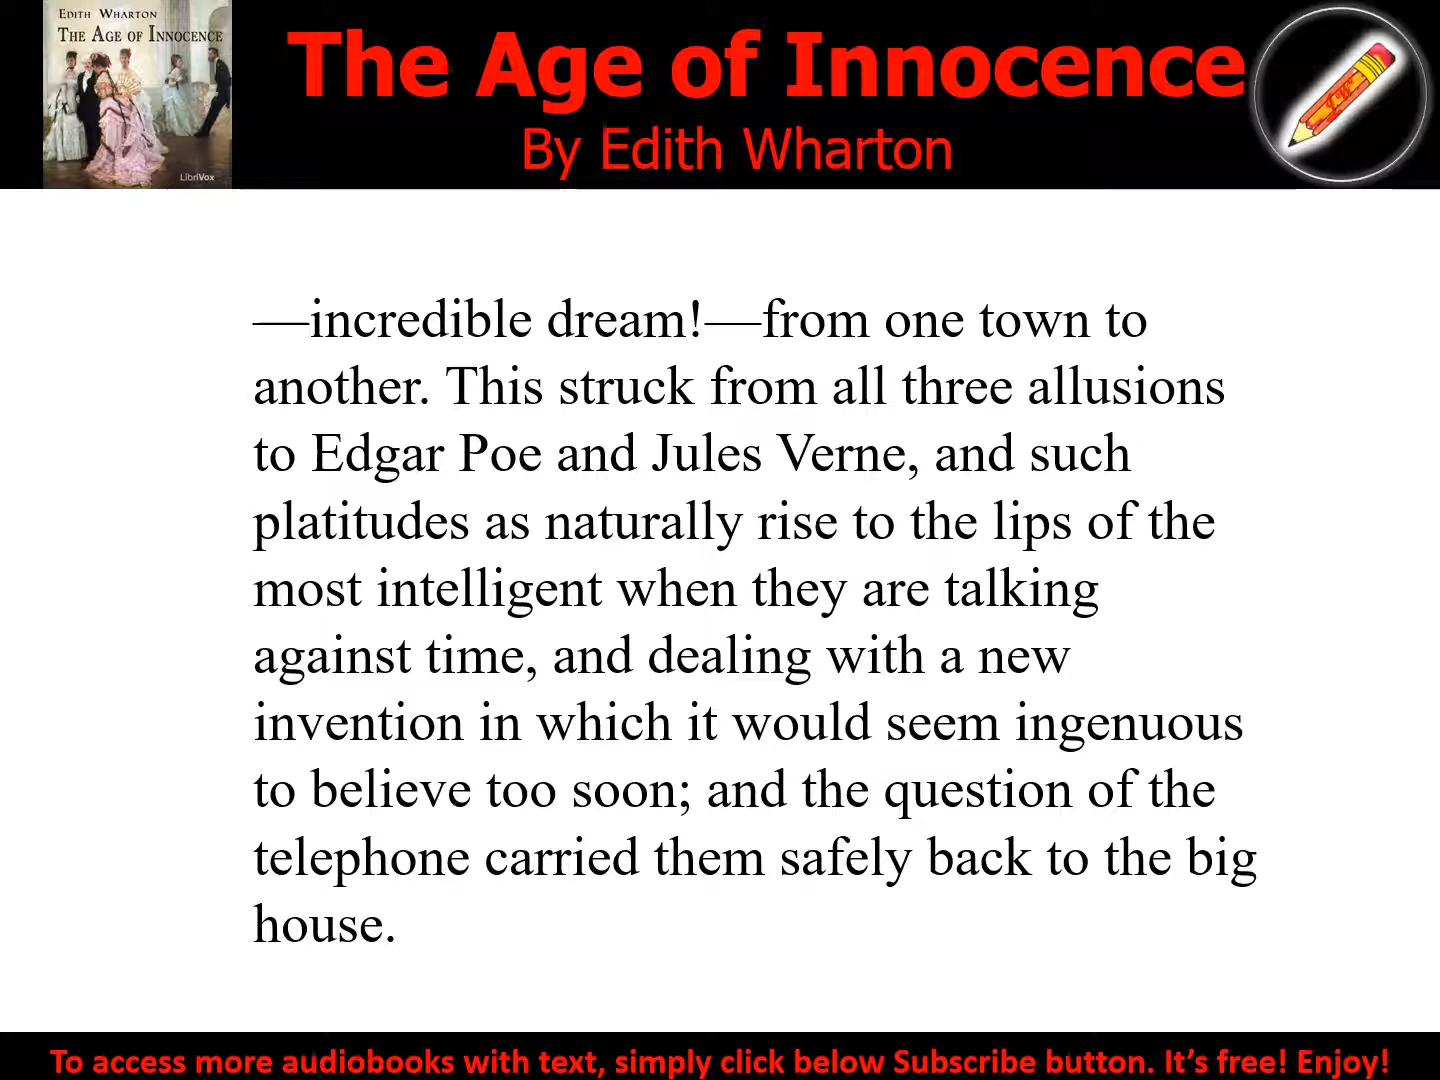 EDITH WHARTON
THE AGE OF INNOCENCE
LibriVox
The Age of Innocence
By Edith Wharton
—incredible dream!—from one town to
another. This struck from all three allusions
to Edgar Poe and Jules Verne, and such
platitudes as naturally rise to the lips of the
most intelligent when they are talking
against time, and dealing with a new
invention in which it would seem ingenuous
to believe too soon; and the question of the
telephone carried them safely back to the big
house.
To access more audiobooks with text, simply click below Subscribe button. It’s free! Enjoy!